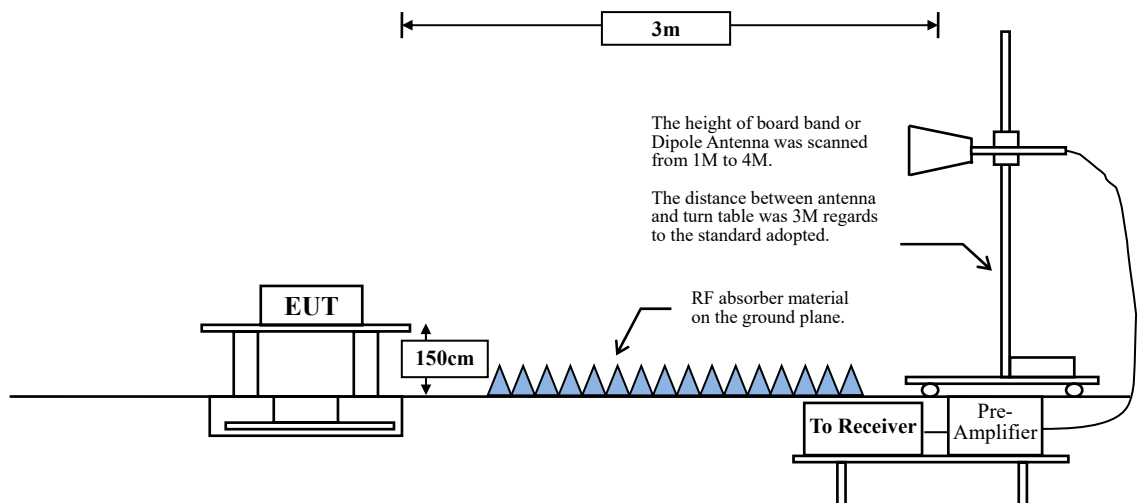 3m
The height of board band or
Dipole Antenna was scanned
from 1M to 4M.
The distance between antenna
and turn table was 3M regards
to the standard adopted.
RF absorber material
on the ground plane.
EUT
150cm
To Receiver
Pre-
Amplifier